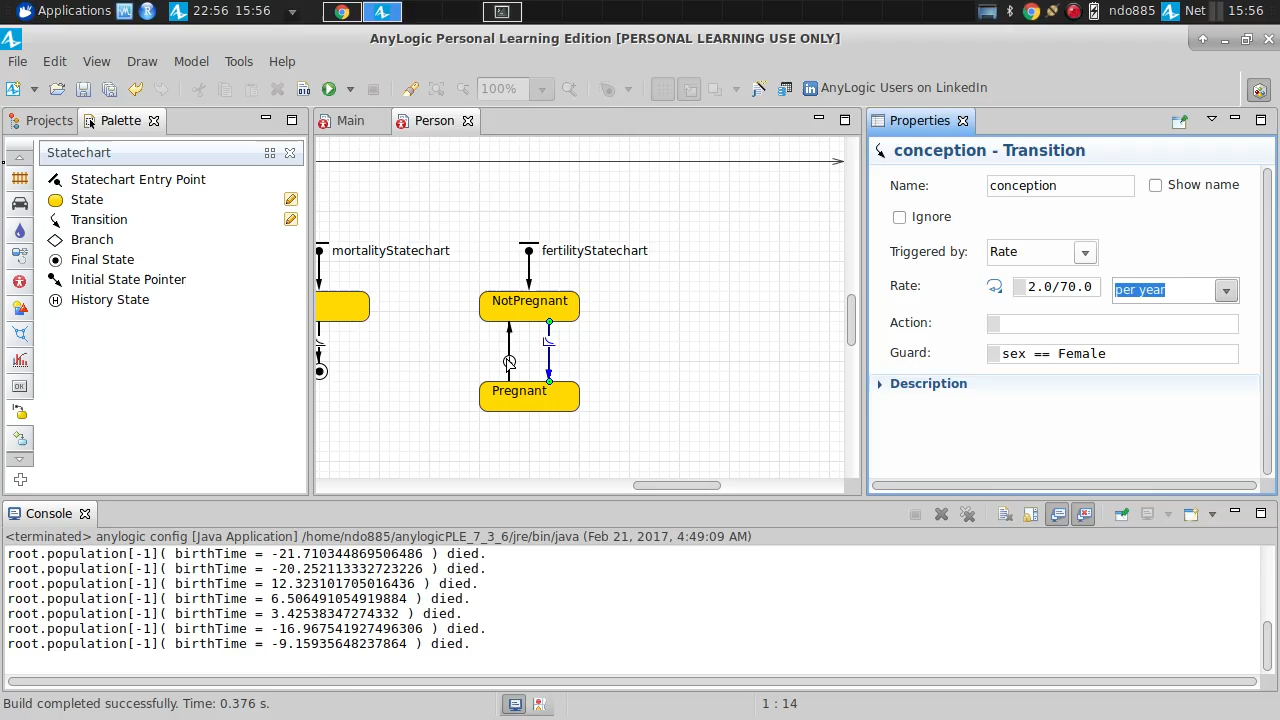 Applications 22:56 15:56 ndo885 Net 15:56
AnyLogic Personal Learning Edition [PERSONAL LEARNING USE ONLY]
File Edit View Draw Model Tools Help
100% AnyLogic Users on LinkedIn
Projects Palette Main Person Properties
Statechart
Statechart Entry Point
State
Transition
Branch
Final State
Initial State Pointer
History State
mortalityStatechart fertilityStatechart
NotPregnant
Pregnant
conception - Transition
Name: conception Show name
Ignore
Triggered by: Rate
Rate: 2.0/70.0 per year
Action:
Guard: sex == Female
Description
Console
<terminated> anylogic config [Java Application] /home/ndo885/anylogicPLE_7_3_6/jre/bin/java (Feb 21, 2017, 4:49:09 AM)
root.population[-1]( birthTime = -21.710344869506486 ) died.
root.population[-1]( birthTime = -20.252113332723226 ) died.
root.population[-1]( birthTime = 12.323101705016436 ) died.
root.population[-1]( birthTime = 6.506491054919884 ) died.
root.population[-1]( birthTime = 3.42538347274332 ) died.
root.population[-1]( birthTime = -16.967541927496306 ) died.
root.population[-1]( birthTime = -9.15935648237864 ) died.
Build completed successfully. Time: 0.376 s. 1 : 14